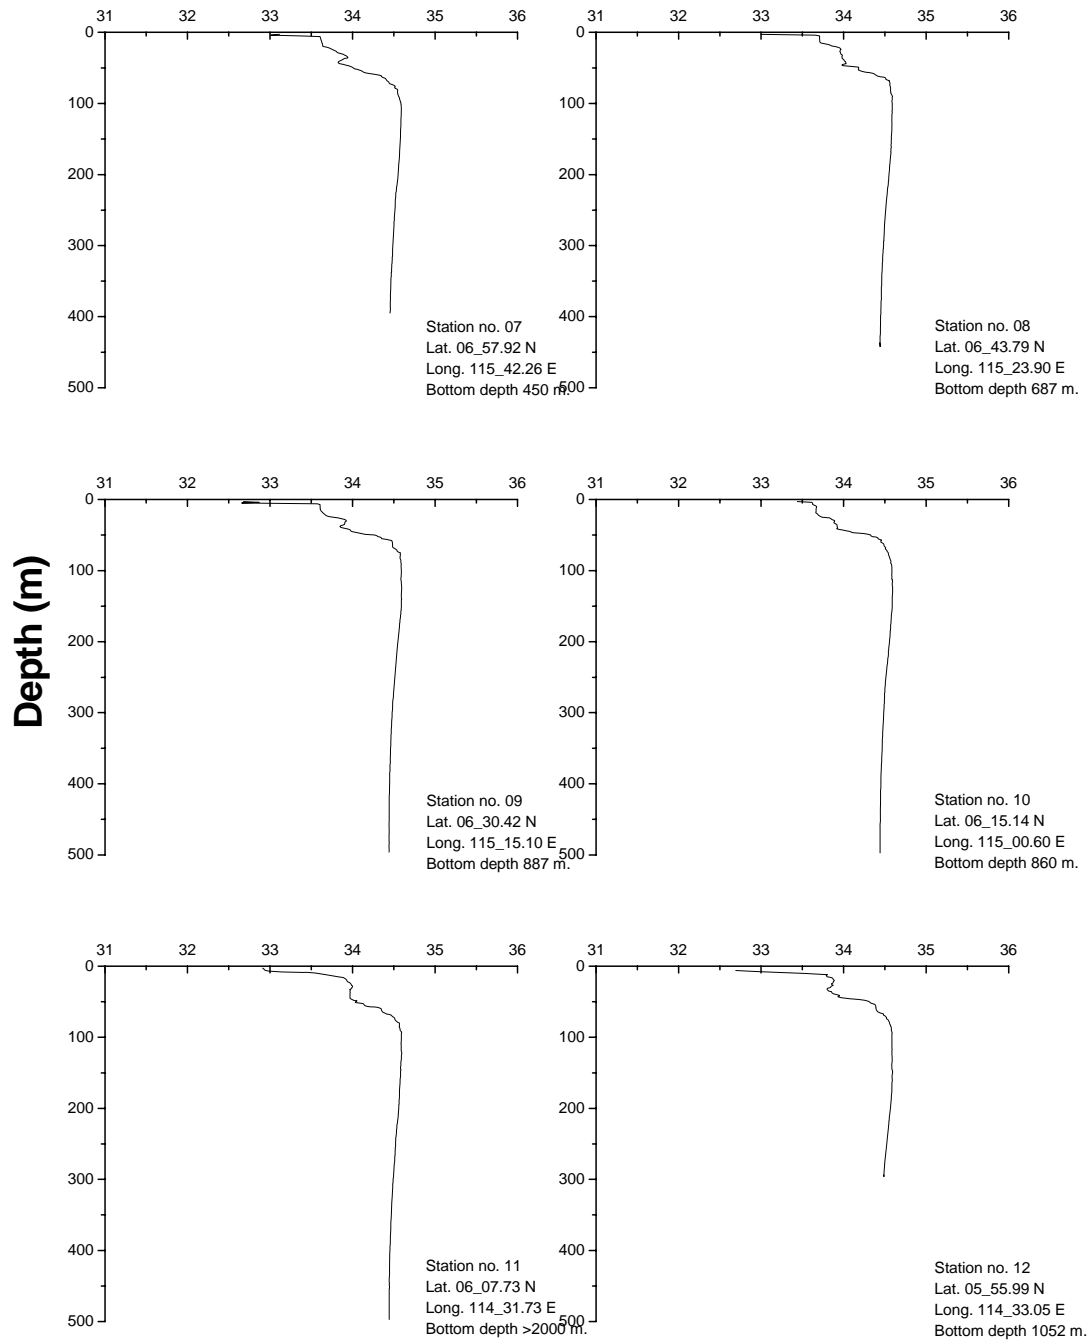 31 32 33 34 35 36
0
100
200
300
400
500
Station no. 07
Lat. 06_57.92 N
Long. 115_42.26 E
Bottom depth 450 m.
31 32 33 34 35 36
0
100
200
300
400
500
Station no. 08
Lat. 06_43.79 N
Long. 115_23.90 E
Bottom depth 687 m.
Depth (m)
31 32 33 34 35 36
0
100
200
300
400
500
Station no. 09
Lat. 06_30.42 N
Long. 115_15.10 E
Bottom depth 887 m.
31 32 33 34 35 36
0
100
200
300
400
500
Station no. 10
Lat. 06_15.14 N
Long. 115_00.60 E
Bottom depth 860 m.
31 32 33 34 35 36
0
100
200
300
400
500
Station no. 11
Lat. 06_07.73 N
Long. 114_31.73 E
Bottom depth >2000 m.
31 32 33 34 35 36
0
100
200
300
400
500
Station no. 12
Lat. 05_55.99 N
Long. 114_33.05 E
Bottom depth 1052 m.